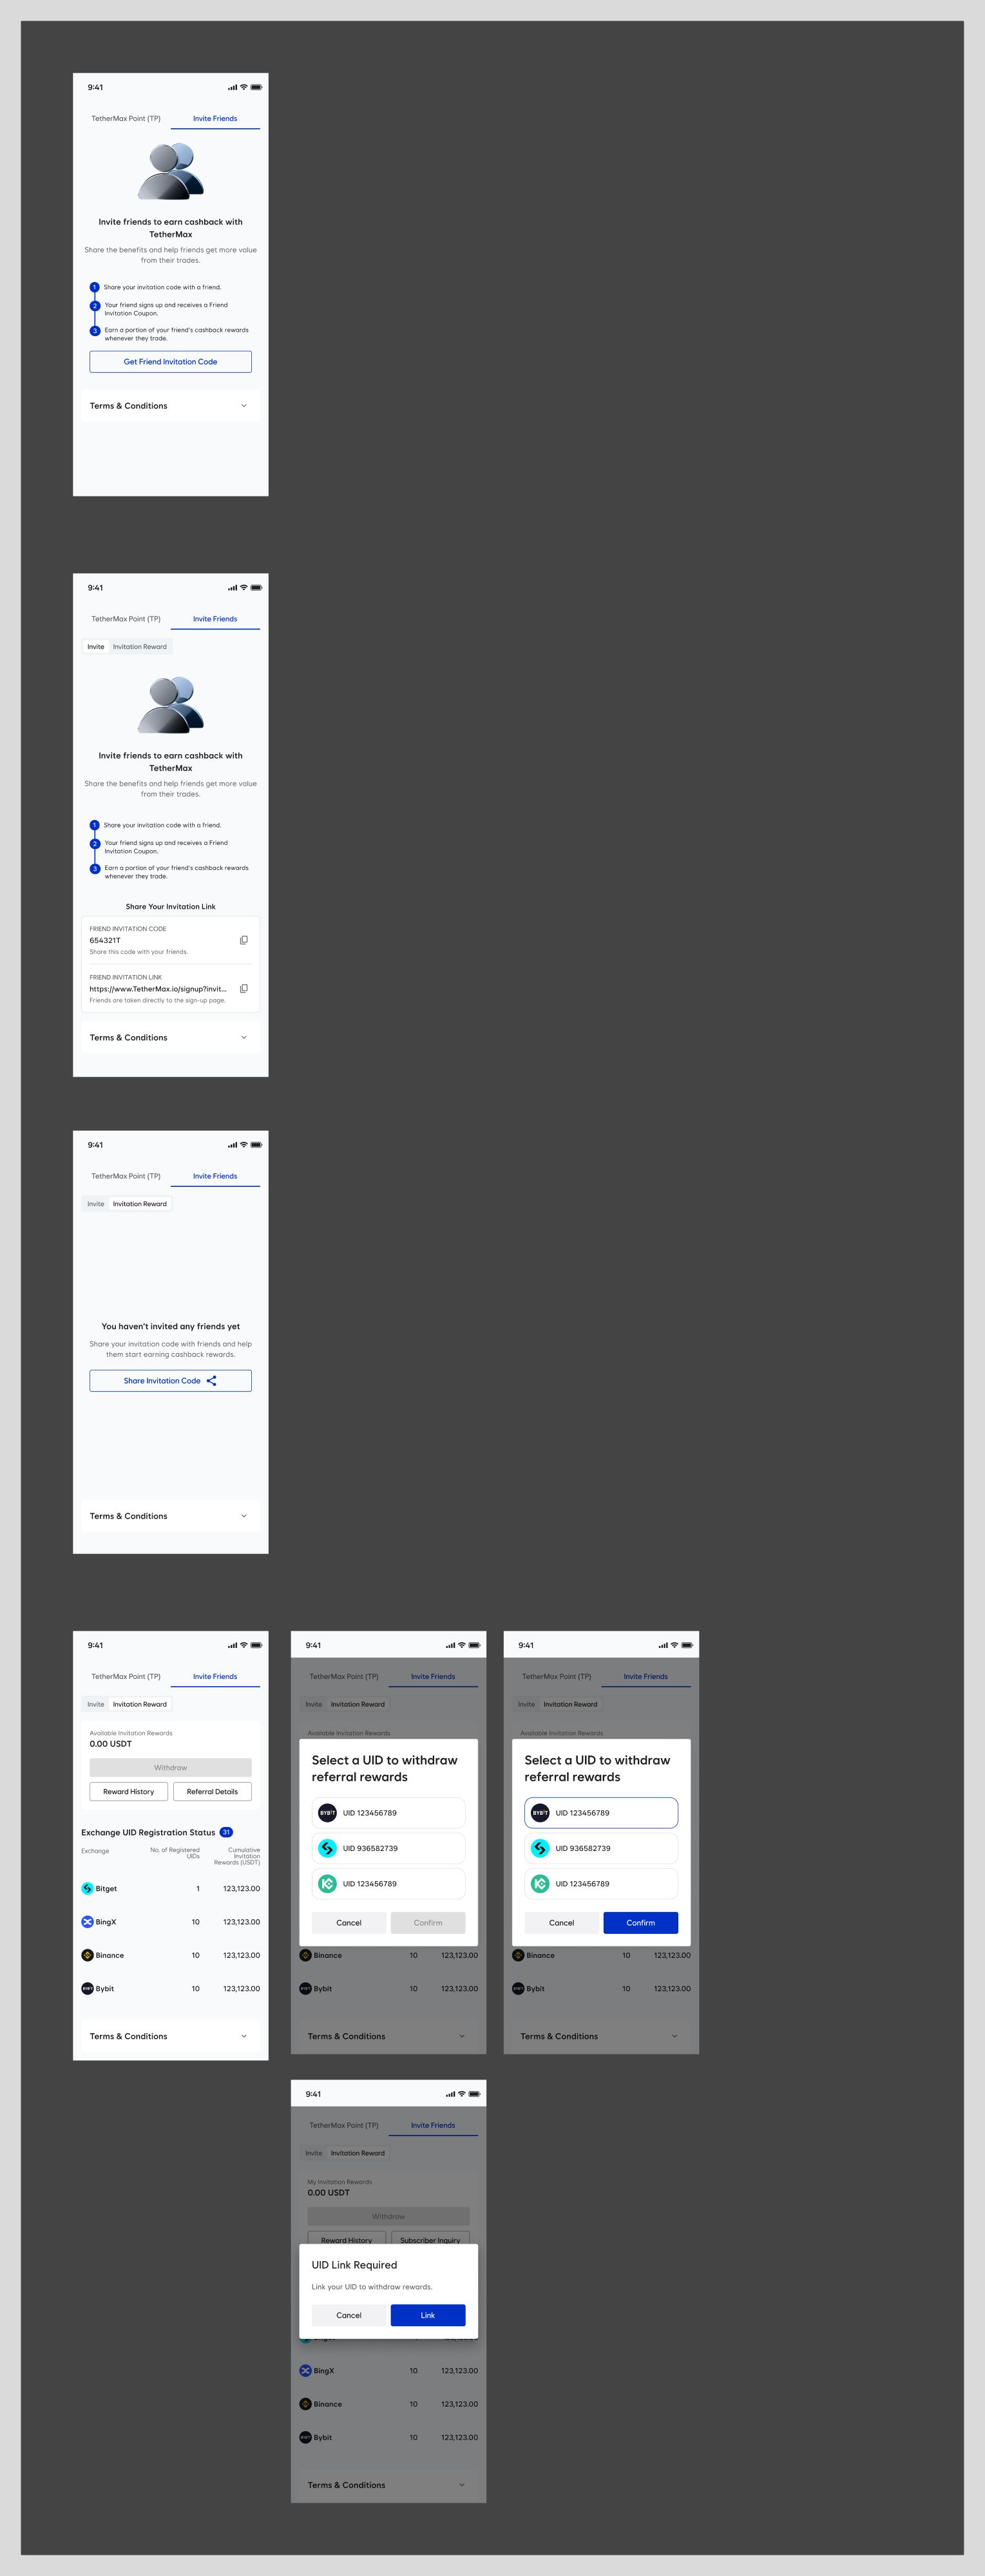 9:41
TetherMax Point (TP) Invite Friends
Invite friends to earn cashback with
TetherMax
Share the benefits and help friends get more value
from their trades.
1 Share your invitation code with a friend.
2 Your friend signs up and receives a Friend
Invitation Coupon.
3 Earn a portion of your friend's cashback rewards
whenever they trade.
Get Friend Invitation Code
Terms & Conditions
9:41
TetherMax Point (TP) Invite Friends
Invite Invitation Reward
Invite friends to earn cashback with
TetherMax
Share the benefits and help friends get more value
from their trades.
1 Share your invitation code with a friend.
2 Your friend signs up and receives a Friend
Invitation Coupon.
3 Earn a portion of your friend's cashback rewards
whenever they trade.
Share Your Invitation Link
FRIEND INVITATION CODE
654321T
Share this code with your friends.
FRIEND INVITATION LINK
https://www.TetherMax.io/signup?invit...
Friends are taken directly to the sign-up page.
Terms & Conditions
9:41
TetherMax Point (TP) Invite Friends
Invite Invitation Reward
You haven't invited any friends yet
Share your invitation code with friends and help
them start earning cashback rewards.
Share Invitation Code
Terms & Conditions
9:41
TetherMax Point (TP) Invite Friends
Invite Invitation Reward
Available Invitation Rewards
0.00 USDT
Withdraw
Reward History Referral Details
Exchange UID Registration Status 31
Exchange No. of Registered UIDs Cumulative Invitation Rewards (USDT)
Bitget 1 123,123.00
BingX 10 123,123.00
Binance 10 123,123.00
BYBIT Bybit 10 123,123.00
Terms & Conditions
9:41
TetherMax Point (TP) Invite Friends
Invite Invitation Reward
Available Invitation Rewards
Select a UID to withdraw
referral rewards
BYBIT UID 123456789
UID 936582739
UID 123456789
Cancel Confirm
Binance 10 123,123.00
BYBIT Bybit 10 123,123.00
Terms & Conditions
9:41
TetherMax Point (TP) Invite Friends
Invite Invitation Reward
Available Invitation Rewards
Select a UID to withdraw
referral rewards
BYBIT UID 123456789
UID 936582739
UID 123456789
Cancel Confirm
Binance 10 123,123.00
BYBIT Bybit 10 123,123.00
Terms & Conditions
9:41
TetherMax Point (TP) Invite Friends
Invite Invitation Reward
My Invitation Rewards
0.00 USDT
Withdraw
Reward History Subscriber Inquiry
UID Link Required
Link your UID to withdraw rewards.
Cancel Link
BingX 10 123,123.00
Binance 10 123,123.00
BYBIT Bybit 10 123,123.00
Terms & Conditions